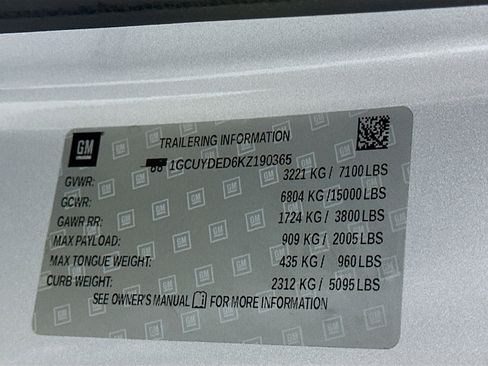 GM
TRAILERING INFORMATION
1GCUYDED6KZ190365
GVWR: 3221 KG / 7100 LBS
GCWR: 6804 KG/15000 LBS
GAWR RR: 1724 KG / 3800 LBS
MAX PAYLOAD: 909 KG / 2005 LBS
MAX TONGUE WEIGHT: 435 KG / 960 LBS
CURB WEIGHT: 2312 KG / 5095 LBS
SEE OWNER'S MANUAL FOR MORE INFORMATION